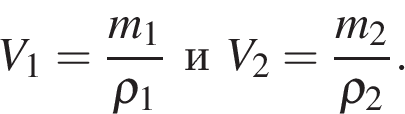 V₁ = m₁/ρ₁ и V₂ = m₂/ρ₂.